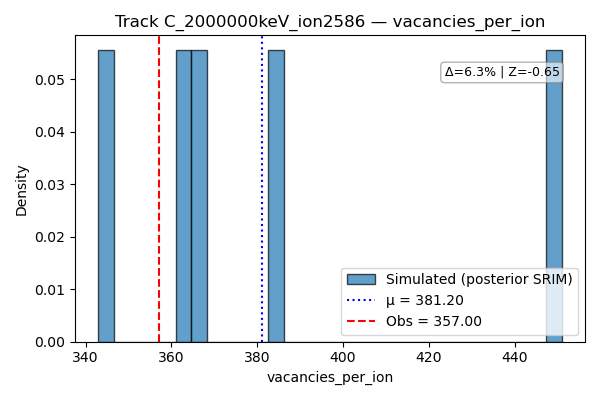 Track C_2000000keV_ion2586 — vacancies_per_ion
Δ=6.3% | Z=-0.65
0.05
0.04
0.03
0.02
0.01
0.00
Density
Simulated (posterior SRIM)
μ = 381.20
Obs = 357.00
340 360 380 400 420 440
vacancies_per_ion